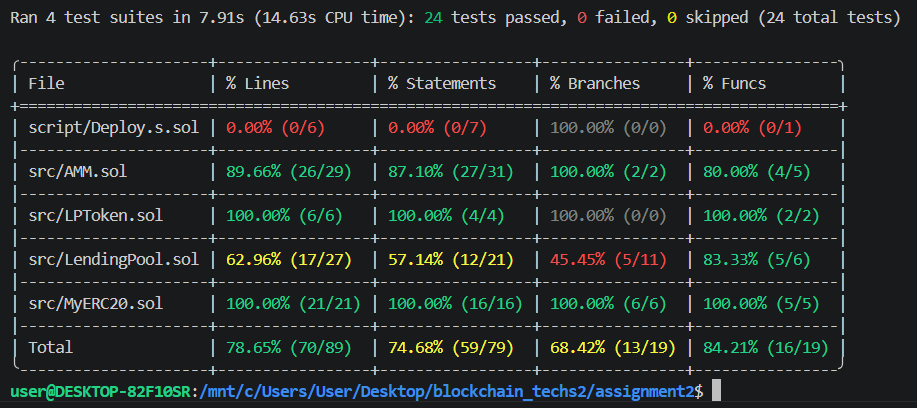 Ran 4 test suites in 7.91s (14.63s CPU time): 24 tests passed, 0 failed, 0 skipped (24 total tests)
| File | % Lines | % Statements | % Branches | % Funcs |
| script/Deploy.s.sol | 0.00% (0/6) | 0.00% (0/7) | 100.00% (0/0) | 0.00% (0/1) |
| src/AMM.sol | 89.66% (26/29) | 87.10% (27/31) | 100.00% (2/2) | 80.00% (4/5) |
| src/LPToken.sol | 100.00% (6/6) | 100.00% (4/4) | 100.00% (0/0) | 100.00% (2/2) |
| src/LendingPool.sol | 62.96% (17/27) | 57.14% (12/21) | 45.45% (5/11) | 83.33% (5/6) |
| src/MyERC20.sol | 100.00% (21/21) | 100.00% (16/16) | 100.00% (6/6) | 100.00% (5/5) |
| Total | 78.65% (70/89) | 74.68% (59/79) | 68.42% (13/19) | 84.21% (16/19) |
user@DESKTOP-82F10SR:/mnt/c/Users/User/Desktop/blockchain_techs2/assignment2$